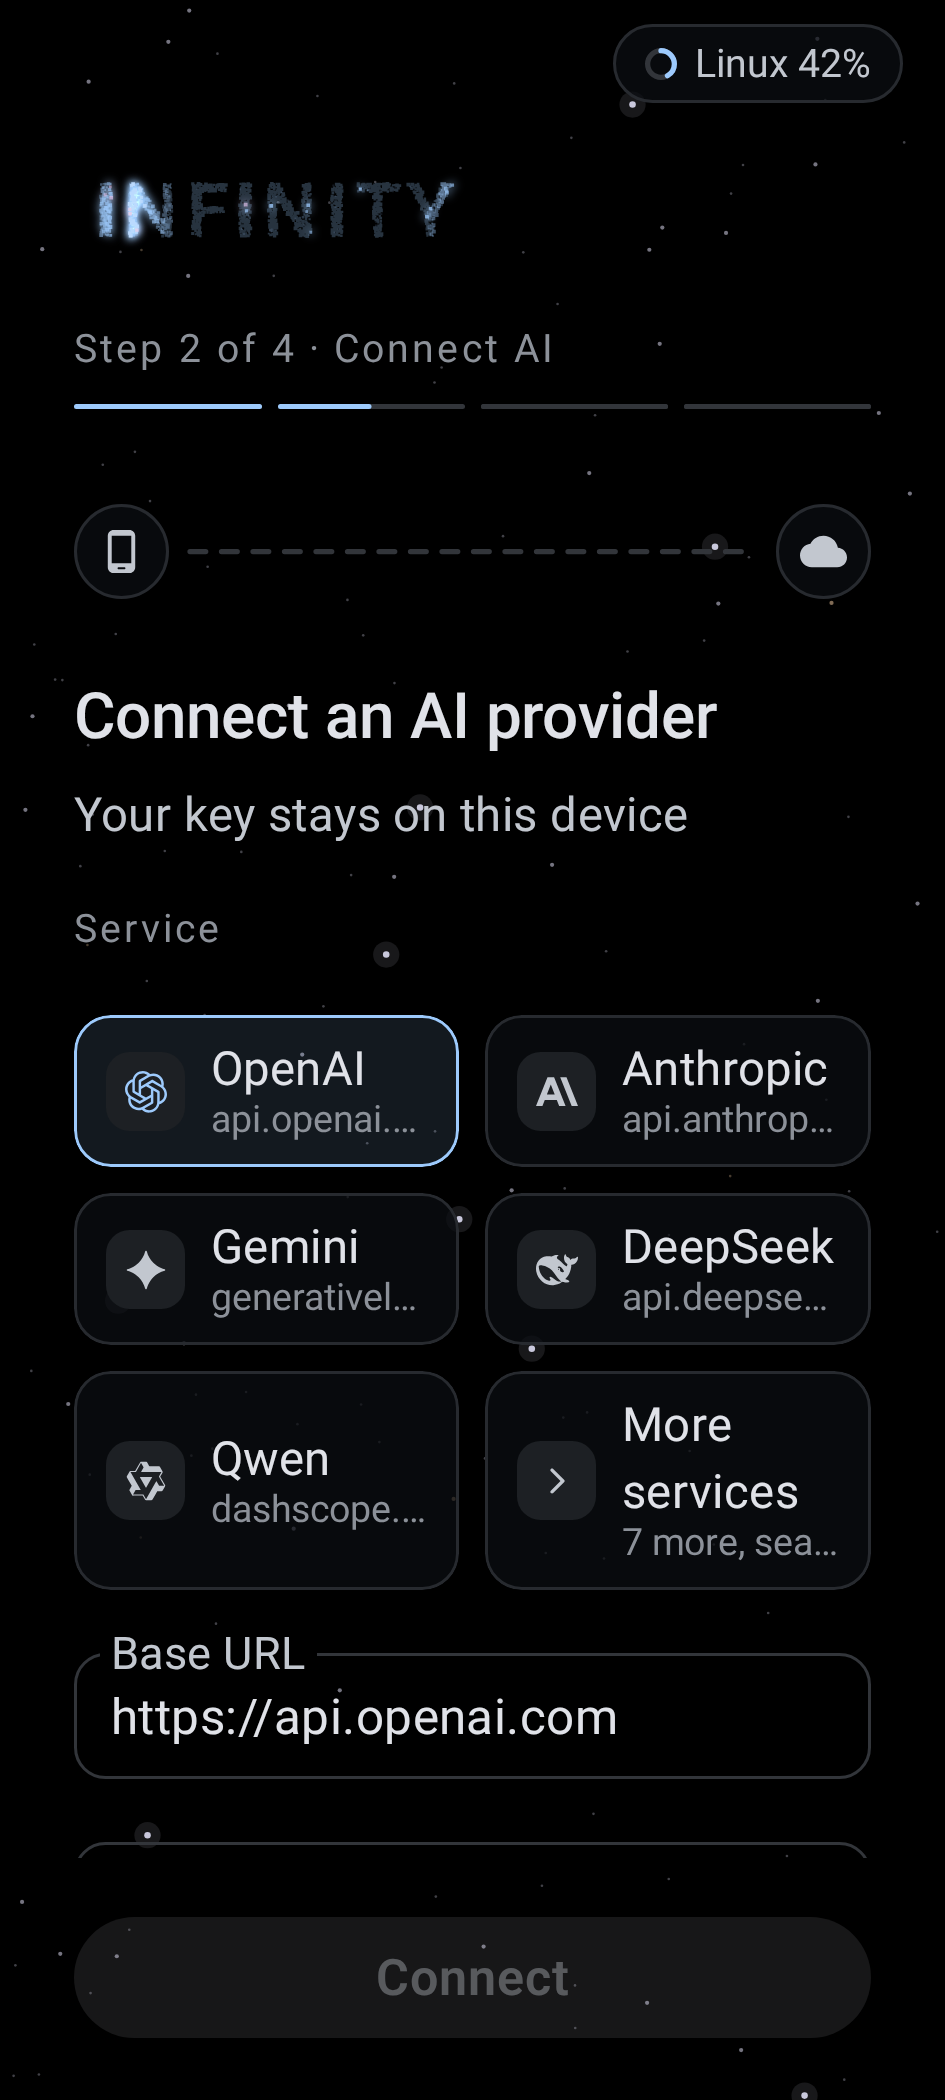 Linux 42%
INFINITY
Step 2 of 4 · Connect AI
Connect an AI provider
Your key stays on this device
Service
OpenAI
api.openai.…
Anthropic
api.anthrop…
Gemini
generativel…
DeepSeek
api.deepse…
Qwen
dashscope.…
More
services
7 more, sea…
Base URL
https://api.openai.com
Connect